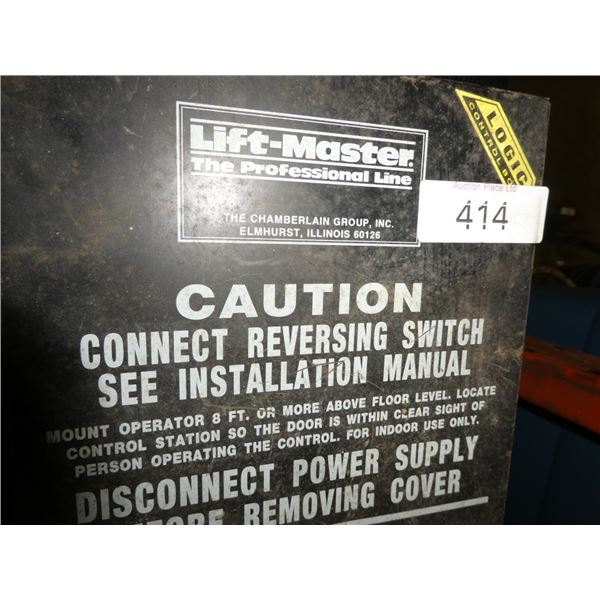 Lift-Master®
The Professional Line
THE CHAMBERLAIN GROUP, INC.
ELMHURST, ILLINOIS 60126
LOGIC
CONTROL
Auction Place Ltd
414
CAUTION
CONNECT REVERSING SWITCH
SEE INSTALLATION MANUAL
MOUNT OPERATOR 8 FT. OR MORE ABOVE FLOOR LEVEL. LOCATE
CONTROL STATION SO THE DOOR IS WITHIN CLEAR SIGHT OF
PERSON OPERATING THE CONTROL. FOR INDOOR USE ONLY.
DISCONNECT POWER SUPPLY
BEFORE REMOVING COVER